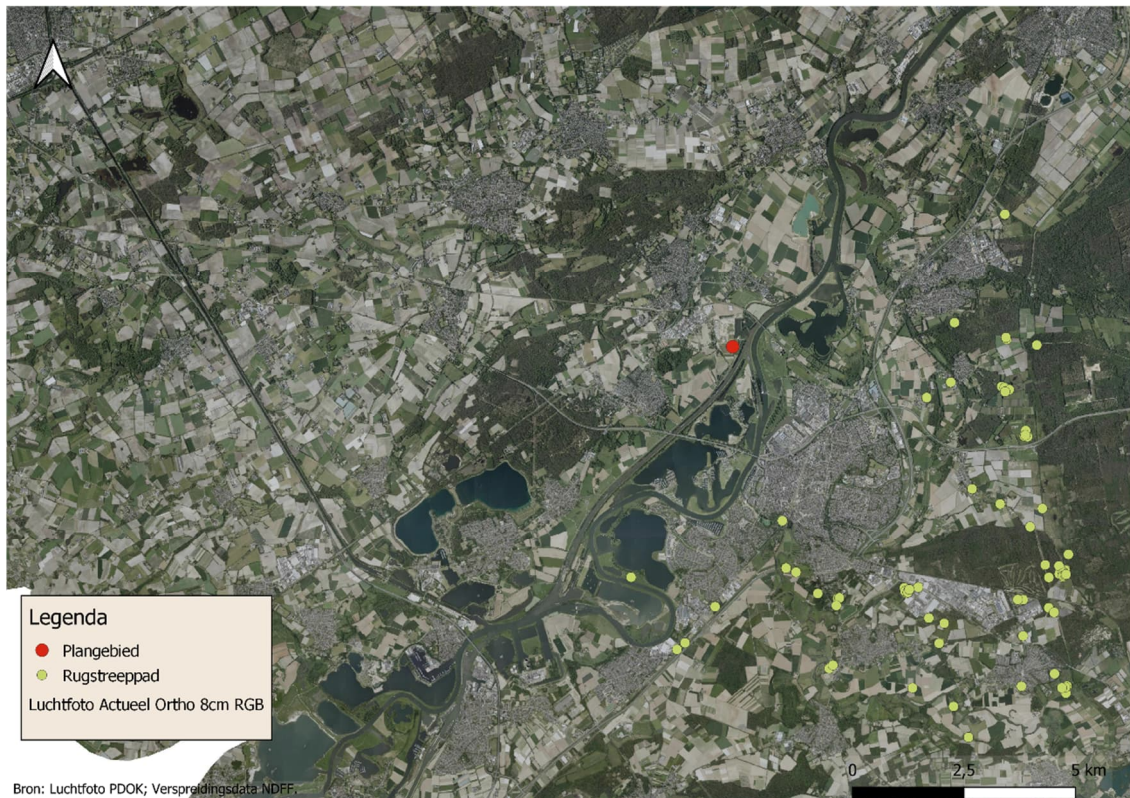 Legenda
Plangebied
Rugstreeppad
Luchtfoto Actueel Ortho 8cm RGB
Bron: Luchtfoto PDOK; Verspreidingsdata NDFF.
0 2,5 5 km